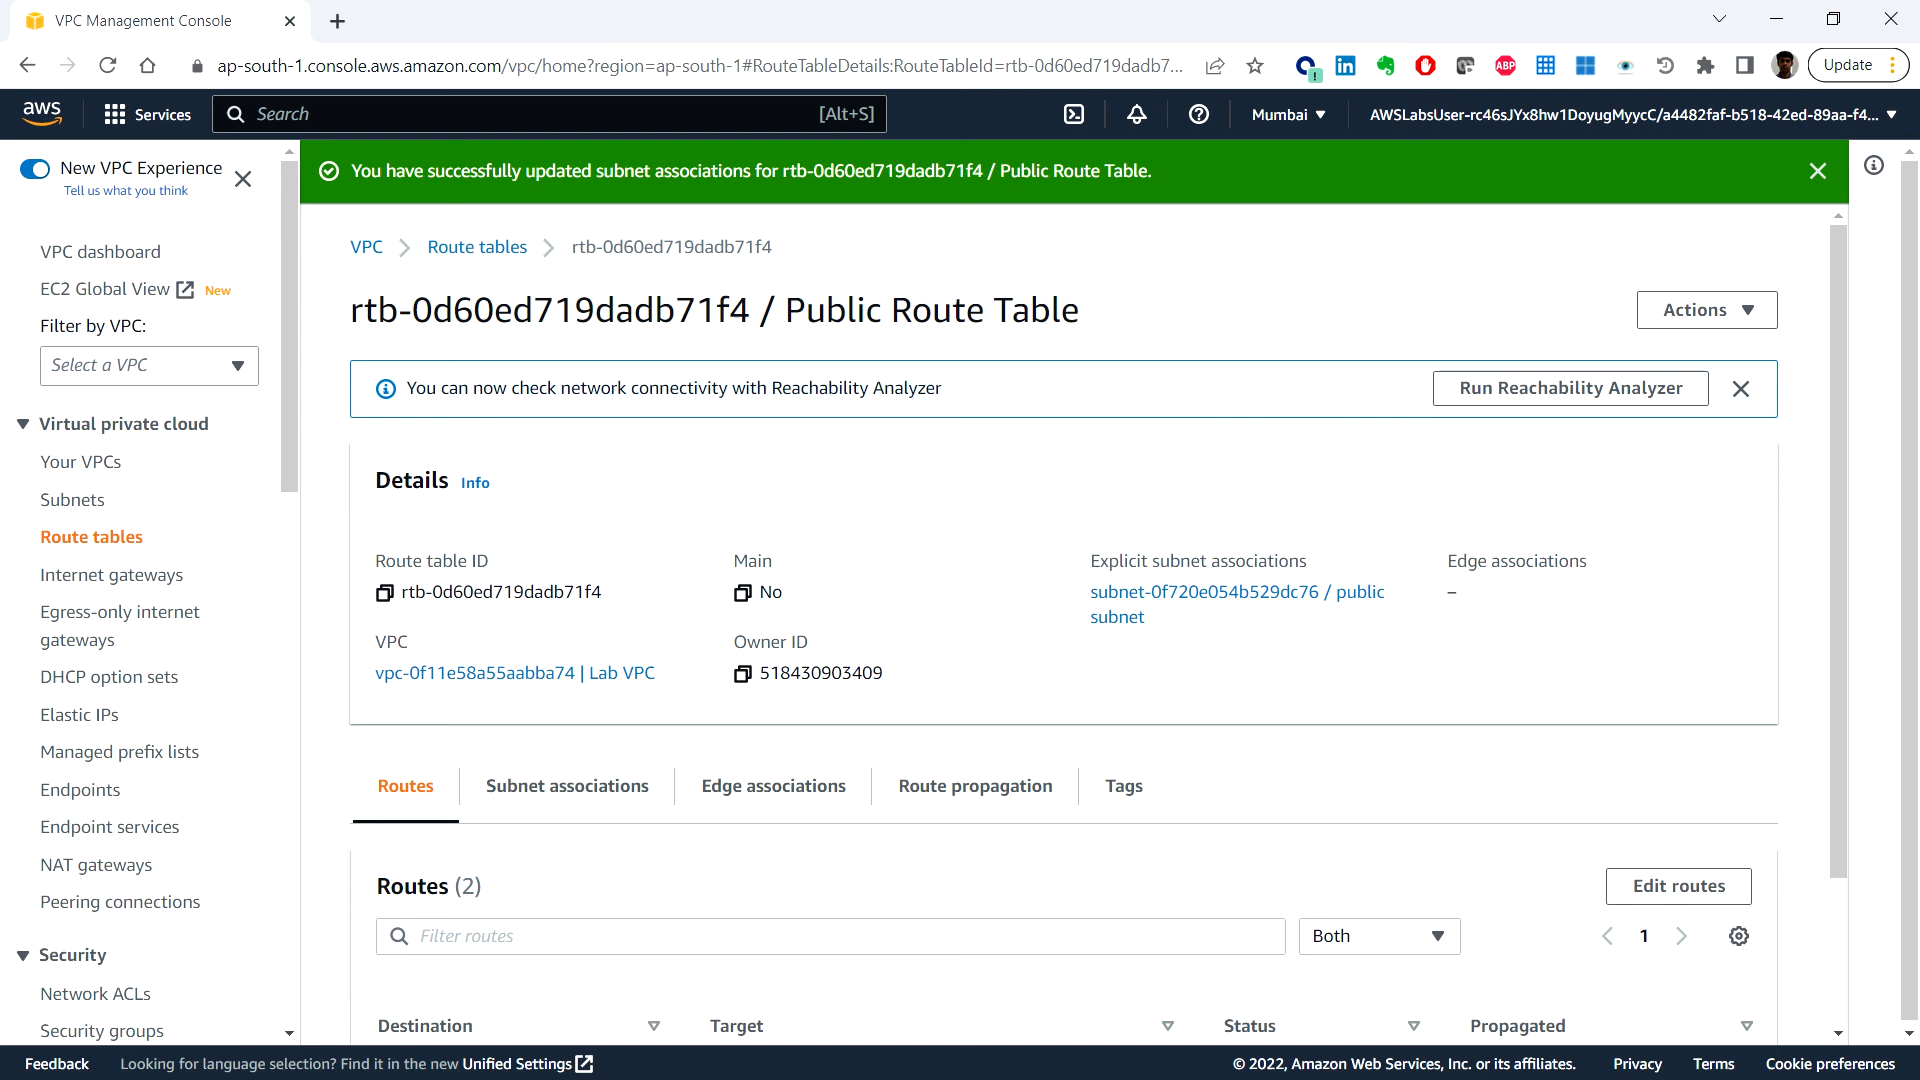 VPC Management Console
ap-south-1.console.aws.amazon.com/vpc/home?region=ap-south-1#RouteTableDetails:RouteTableId=rtb-0d60ed719dadb7...
ABP
Update
aws
Services
Search
[Alt+S]
Mumbai
AWSLabsUser-rc46sJYx8hw1DoyugMyycC/a4482faf-b518-42ed-89aa-f4...
New VPC Experience
Tell us what you think
You have successfully updated subnet associations for rtb-0d60ed719dadb71f4 / Public Route Table.
VPC dashboard
EC2 Global View New
Filter by VPC:
Select a VPC
Virtual private cloud
Your VPCs
Subnets
Route tables
Internet gateways
Egress-only internet
gateways
DHCP option sets
Elastic IPs
Managed prefix lists
Endpoints
Endpoint services
NAT gateways
Peering connections
Security
Network ACLs
Security groups
VPC
Route tables
rtb-0d60ed719dadb71f4
rtb-0d60ed719dadb71f4 / Public Route Table
Actions
You can now check network connectivity with Reachability Analyzer
Run Reachability Analyzer
Details Info
Route table ID
rtb-0d60ed719dadb71f4
Main
No
Explicit subnet associations
subnet-0f720e054b529dc76 / public
subnet
Edge associations
–
VPC
vpc-0f11e58a55aabba74 | Lab VPC
Owner ID
518430903409
Routes
Subnet associations
Edge associations
Route propagation
Tags
Routes (2)
Edit routes
Filter routes
Both
1
Destination
Target
Status
Propagated
Feedback
Looking for language selection? Find it in the new Unified Settings
© 2022, Amazon Web Services, Inc. or its affiliates.
Privacy
Terms
Cookie preferences